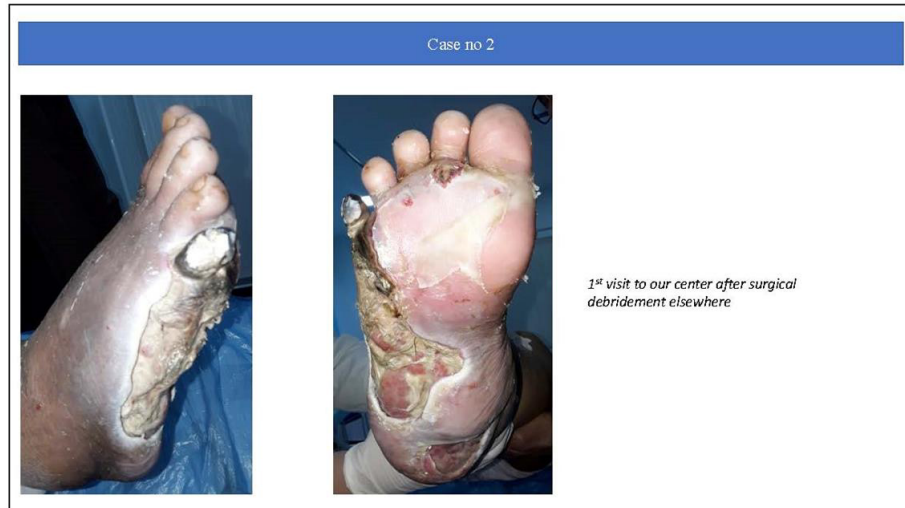 Case no 2
1st visit to our center after surgical
debridement elsewhere